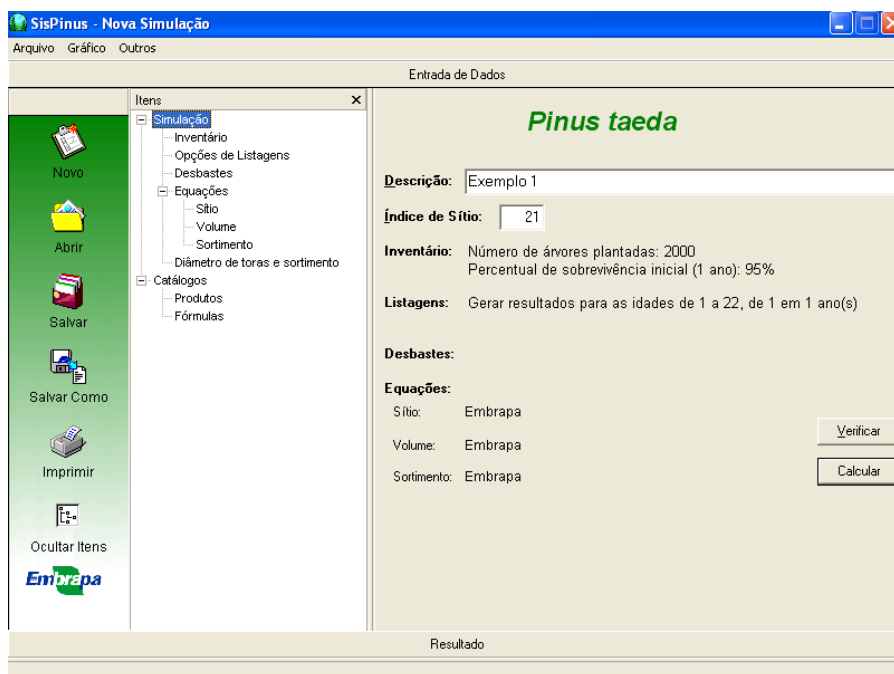 SisPinus - Nova Simulação
Arquivo Gráfico Outros
Entrada de Dados
Novo
Abrir
Salvar
Salvar Como
Imprimir
Ocultar Itens
Embrapa
Itens
Simulação
Inventário
Opções de Listagens
Desbastes
Equações
Sítio
Volume
Sortimento
Diâmetro de toras e sortimento
Catálogos
Produtos
Fórmulas
Pinus taeda
Descrição: Exemplo 1
Índice de Sítio: 21
Inventário: Número de árvores plantadas: 2000
Percentual de sobrevivência inicial (1 ano): 95%
Listagens: Gerar resultados para as idades de 1 a 22, de 1 em 1 ano(s)
Desbastes:
Equações:
Sítio: Embrapa
Volume: Embrapa
Sortimento: Embrapa
Verificar
Calcular
Resultado